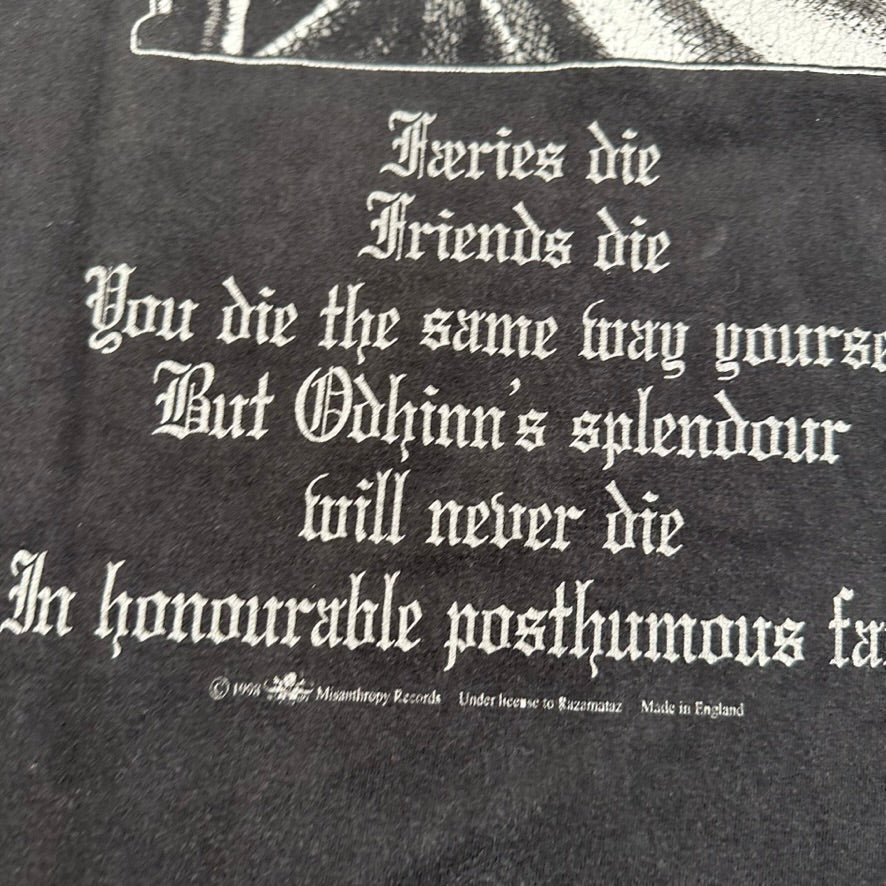 Færies die
Friends die
You die the same way yourse
But Odhinn's splendour
will never die
In honourable posthumous fa
© 1998 Misanthropy Records Under license to Razamataz Made in England